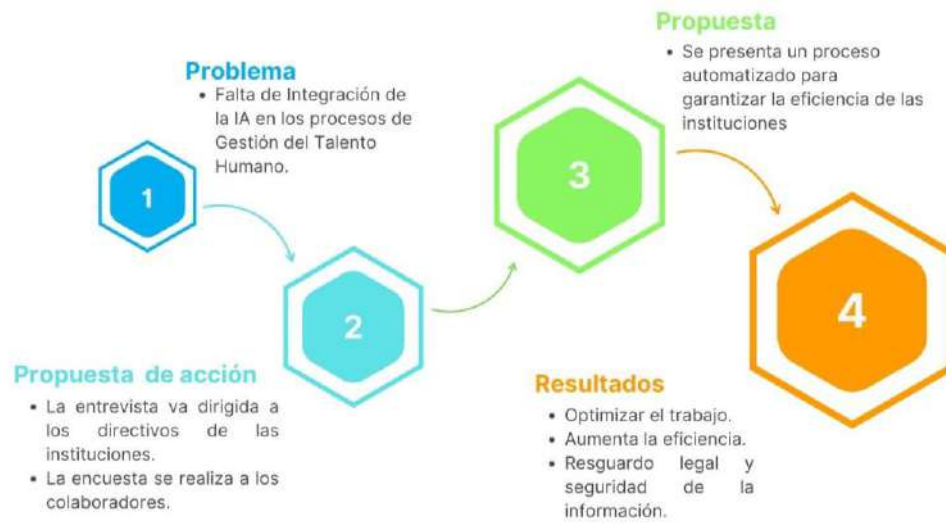 1
Problema
• Falta de Integración de
la IA en los procesos de
Gestión del Talento
Humano.
2
Propuesta de acción
• La entrevista va dirigida a
los directivos de las
instituciones.
• La encuesta se realiza a los
colaboradores.
3
Propuesta
• Se presenta un proceso
automatizado para
garantizar la eficiencia de las
instituciones
4
Resultados
• Optimizar el trabajo.
• Aumenta la eficiencia.
• Resguardo legal y
seguridad de la
información.